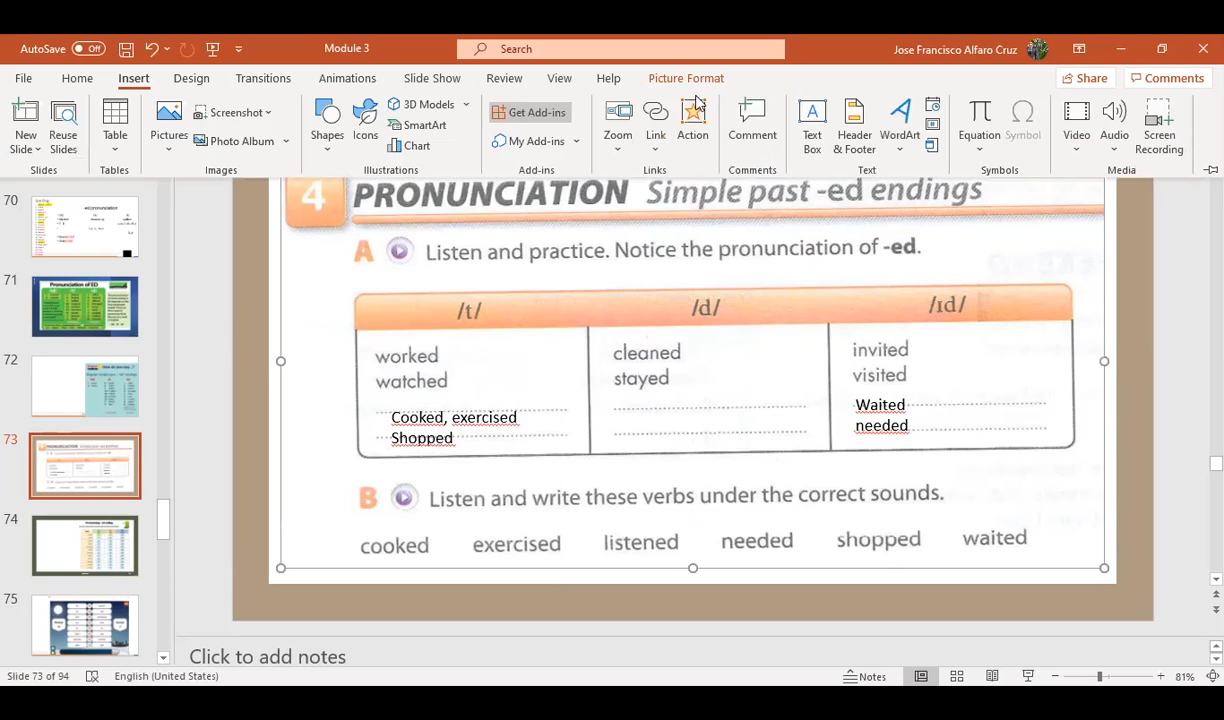 AutoSave Off Module 3 Search Jose Francisco Alfaro Cruz
File Home Insert Design Transitions Animations Slide Show Review View Help Picture Format Share Comments
New Slide Reuse Slides Table Pictures Screenshot Photo Album Shapes Icons 3D Models SmartArt Chart Get Add-ins My Add-ins Zoom Link Action Comment Text Box Header & Footer WordArt Equation Symbol Video Audio Screen Recording
Slides Tables Images Illustrations Add-ins Links Comments Text Symbols Media
70
71
Pronunciation of ED
72
73
74
75
4 PRONUNCIATION Simple past -ed endings
A Listen and practice. Notice the pronunciation of -ed.
/t/ /d/ /ɪd/
worked cleaned invited
watched stayed visited
Cooked, exercised Waited
Shopped needed
B Listen and write these verbs under the correct sounds.
cooked exercised listened needed shopped waited
Click to add notes
Slide 73 of 94 English (United States) Notes 81%